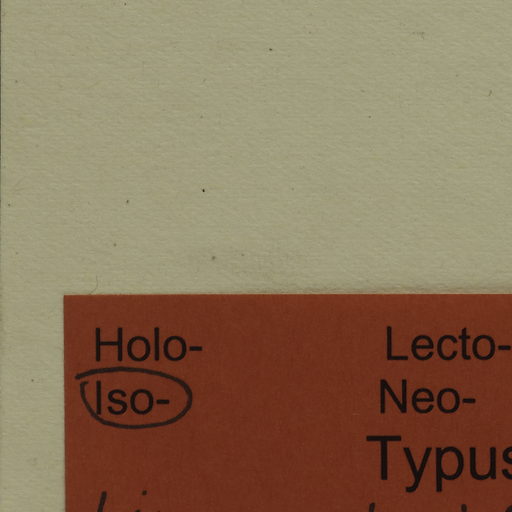 Holo- Lecto-
Iso- Neo-
Typus